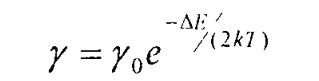 γ = γ₀e^(-ΔE/(2kT))